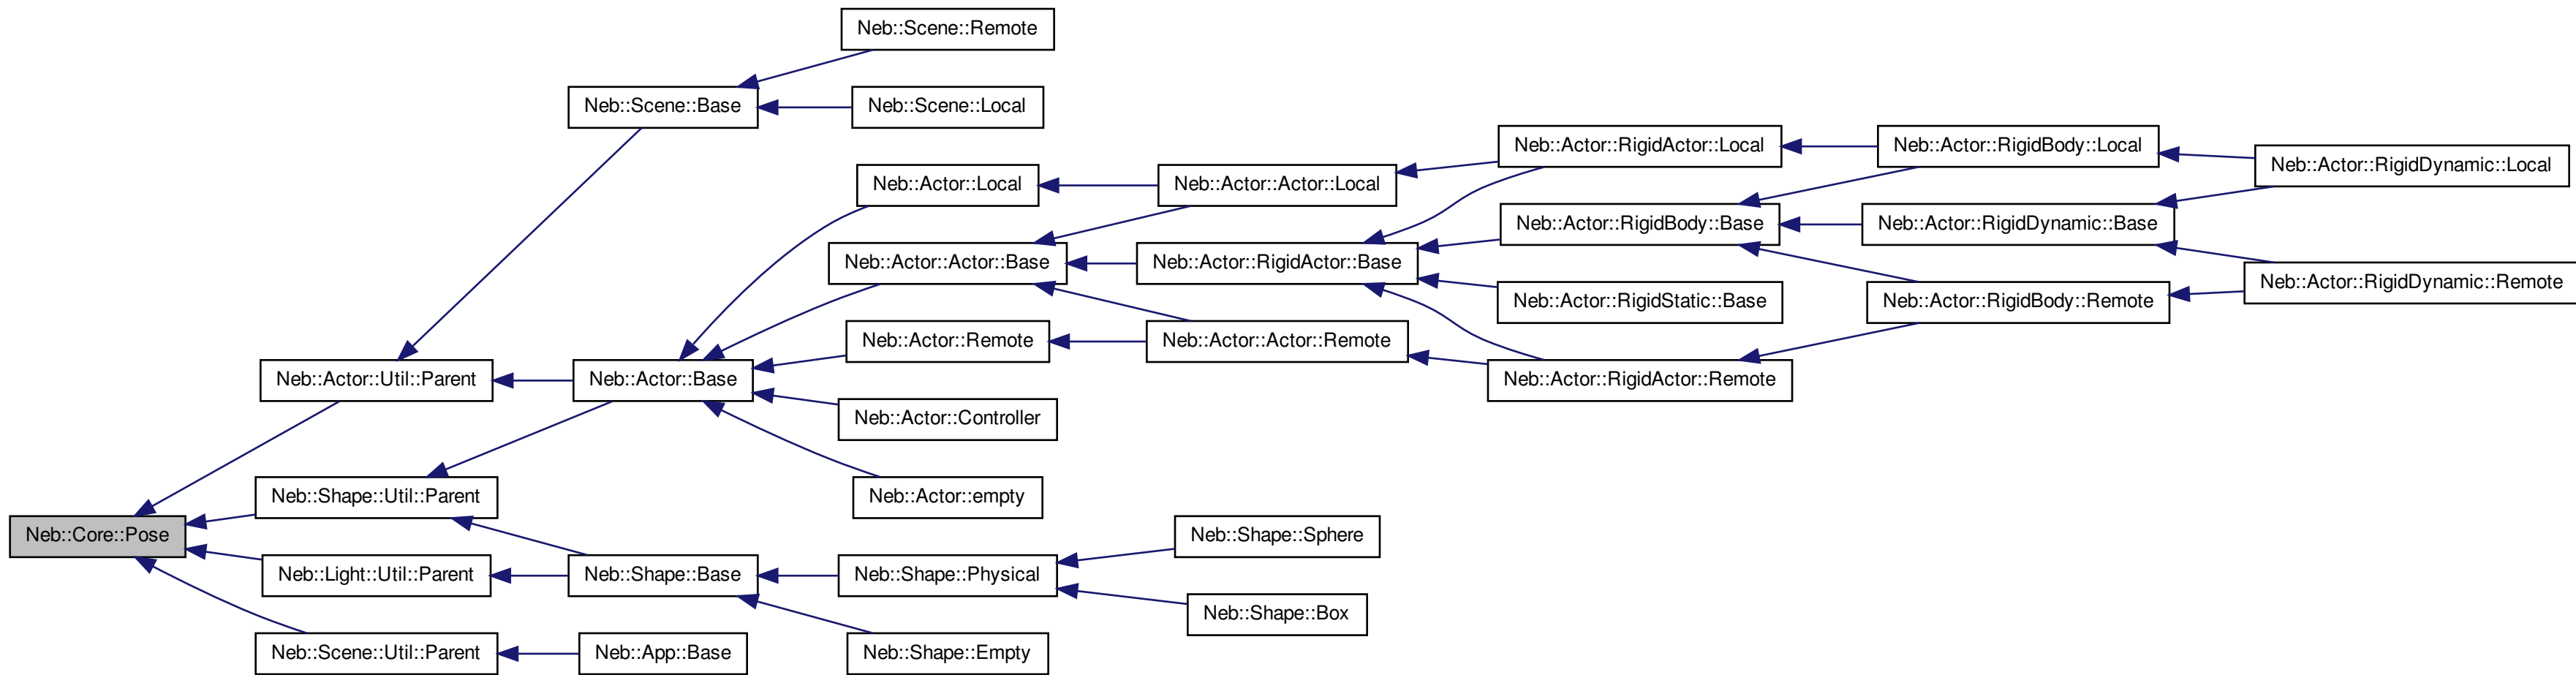 Neb::Scene::Remote
Neb::Scene::Base
Neb::Scene::Local
Neb::Actor::RigidActor::Local
Neb::Actor::RigidBody::Local
Neb::Actor::RigidDynamic::Local
Neb::Actor::Local
Neb::Actor::Actor::Local
Neb::Actor::RigidBody::Base
Neb::Actor::RigidDynamic::Base
Neb::Actor::Actor::Base
Neb::Actor::RigidActor::Base
Neb::Actor::RigidDynamic::Remote
Neb::Actor::RigidStatic::Base
Neb::Actor::RigidBody::Remote
Neb::Actor::Remote
Neb::Actor::Actor::Remote
Neb::Actor::Util::Parent
Neb::Actor::Base
Neb::Actor::RigidActor::Remote
Neb::Actor::Controller
Neb::Shape::Util::Parent
Neb::Actor::empty
Neb::Core::Pose
Neb::Shape::Sphere
Neb::Light::Util::Parent
Neb::Shape::Base
Neb::Shape::Physical
Neb::Shape::Box
Neb::Scene::Util::Parent
Neb::App::Base
Neb::Shape::Empty